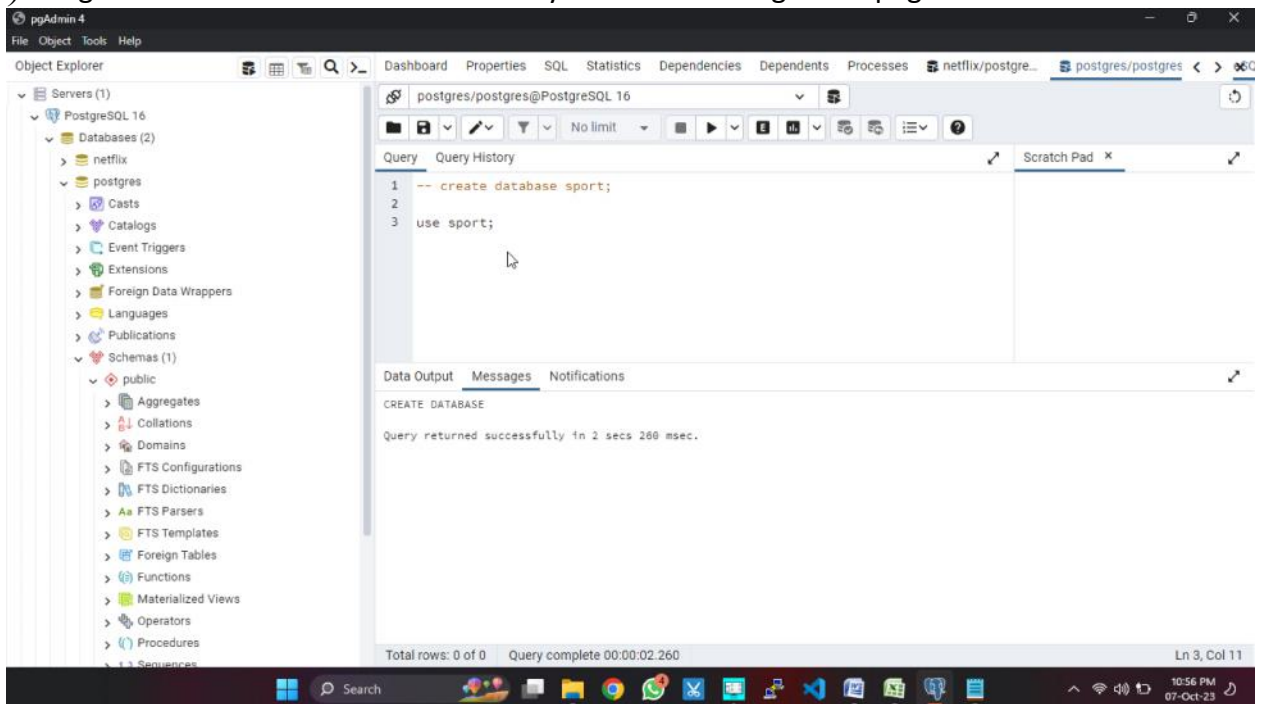 pgAdmin 4
File Object Tools Help
Object Explorer
Dashboard Properties SQL Statistics Dependencies Dependents Processes netflix/postgre... postgres/postgres
Servers (1)
PostgreSQL 16
Databases (2)
netflix
postgres
Casts
Catalogs
Event Triggers
Extensions
Foreign Data Wrappers
Languages
Publications
Schemas (1)
public
Aggregates
Collations
Domains
FTS Configurations
FTS Dictionaries
FTS Parsers
FTS Templates
Foreign Tables
Functions
Materialized Views
Operators
Procedures
Sequences
postgres/postgres@PostgreSQL 16
No limit
Query Query History
Scratch Pad
1 -- create database sport;
2
3 use sport;
Data Output Messages Notifications
CREATE DATABASE
Query returned successfully in 2 secs 260 msec.
Total rows: 0 of 0 Query complete 00:00:02.260
Ln 3, Col 11
Search
10:56 PM
07-Oct-23